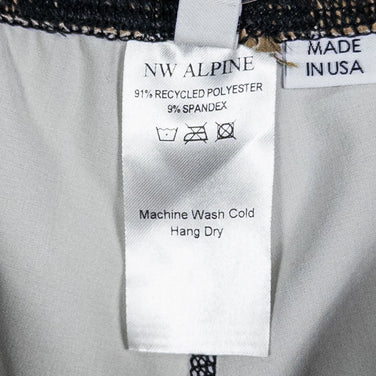 NW ALPINE
91% RECYCLED POLYESTER
9% SPANDEX
Machine Wash Cold
Hang Dry
MADE
IN USA